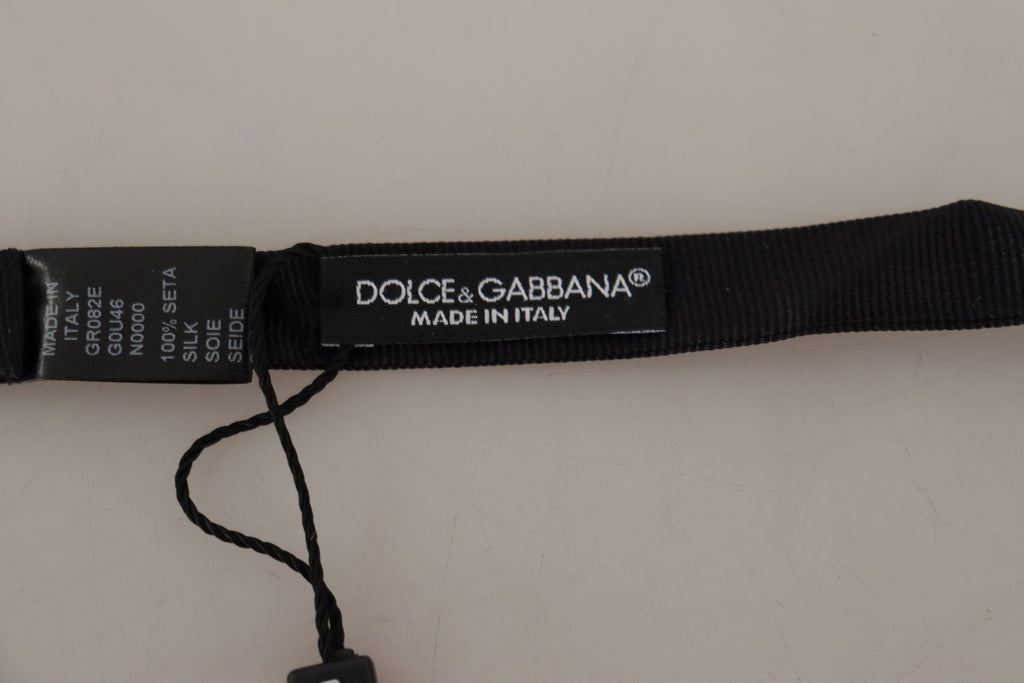 MADE IN
ITALY
GR082E
G0U46
N0000
100% SETA
SILK
SOIE
SEIDE
DOLCE & GABBANA®
MADE IN ITALY